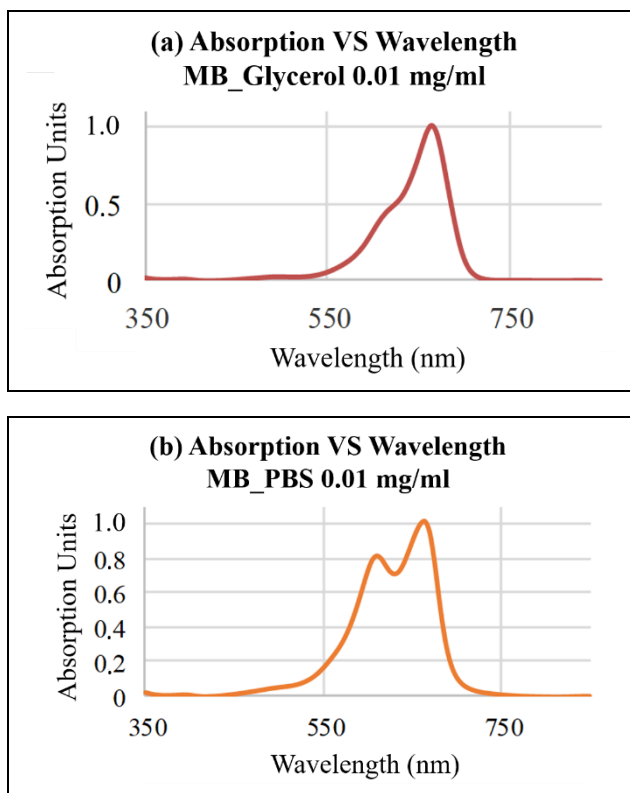 (a) Absorption VS Wavelength
MB_Glycerol 0.01 mg/ml
Absorption Units
1.0
0.5
0
350 550 750
Wavelength (nm)
(b) Absorption VS Wavelength
MB_PBS 0.01 mg/ml
Absorption Units
1.0
0.8
0.6
0.4
0.2
0
350 550 750
Wavelength (nm)